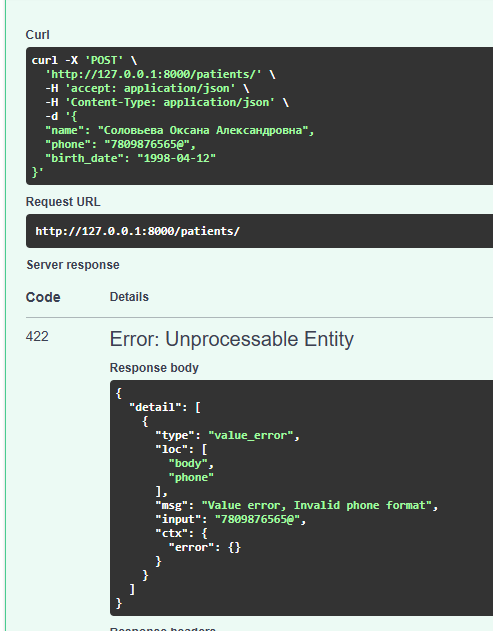 Curl
curl -X 'POST' \
'http://127.0.0.1:8000/patients/' \
-H 'accept: application/json' \
-H 'Content-Type: application/json' \
-d '{
"name": "Соловьева Оксана Александровна",
"phone": "7809876565@",
"birth_date": "1998-04-12"
}'
Request URL
http://127.0.0.1:8000/patients/
Server response
Code Details
422 Error: Unprocessable Entity
Response body
{
"detail": [
{
"type": "value_error",
"loc": [
"body",
"phone"
],
"msg": "Value error, Invalid phone format",
"input": "7809876565@",
"ctx": {
"error": {}
}
}
]
}
Response headers